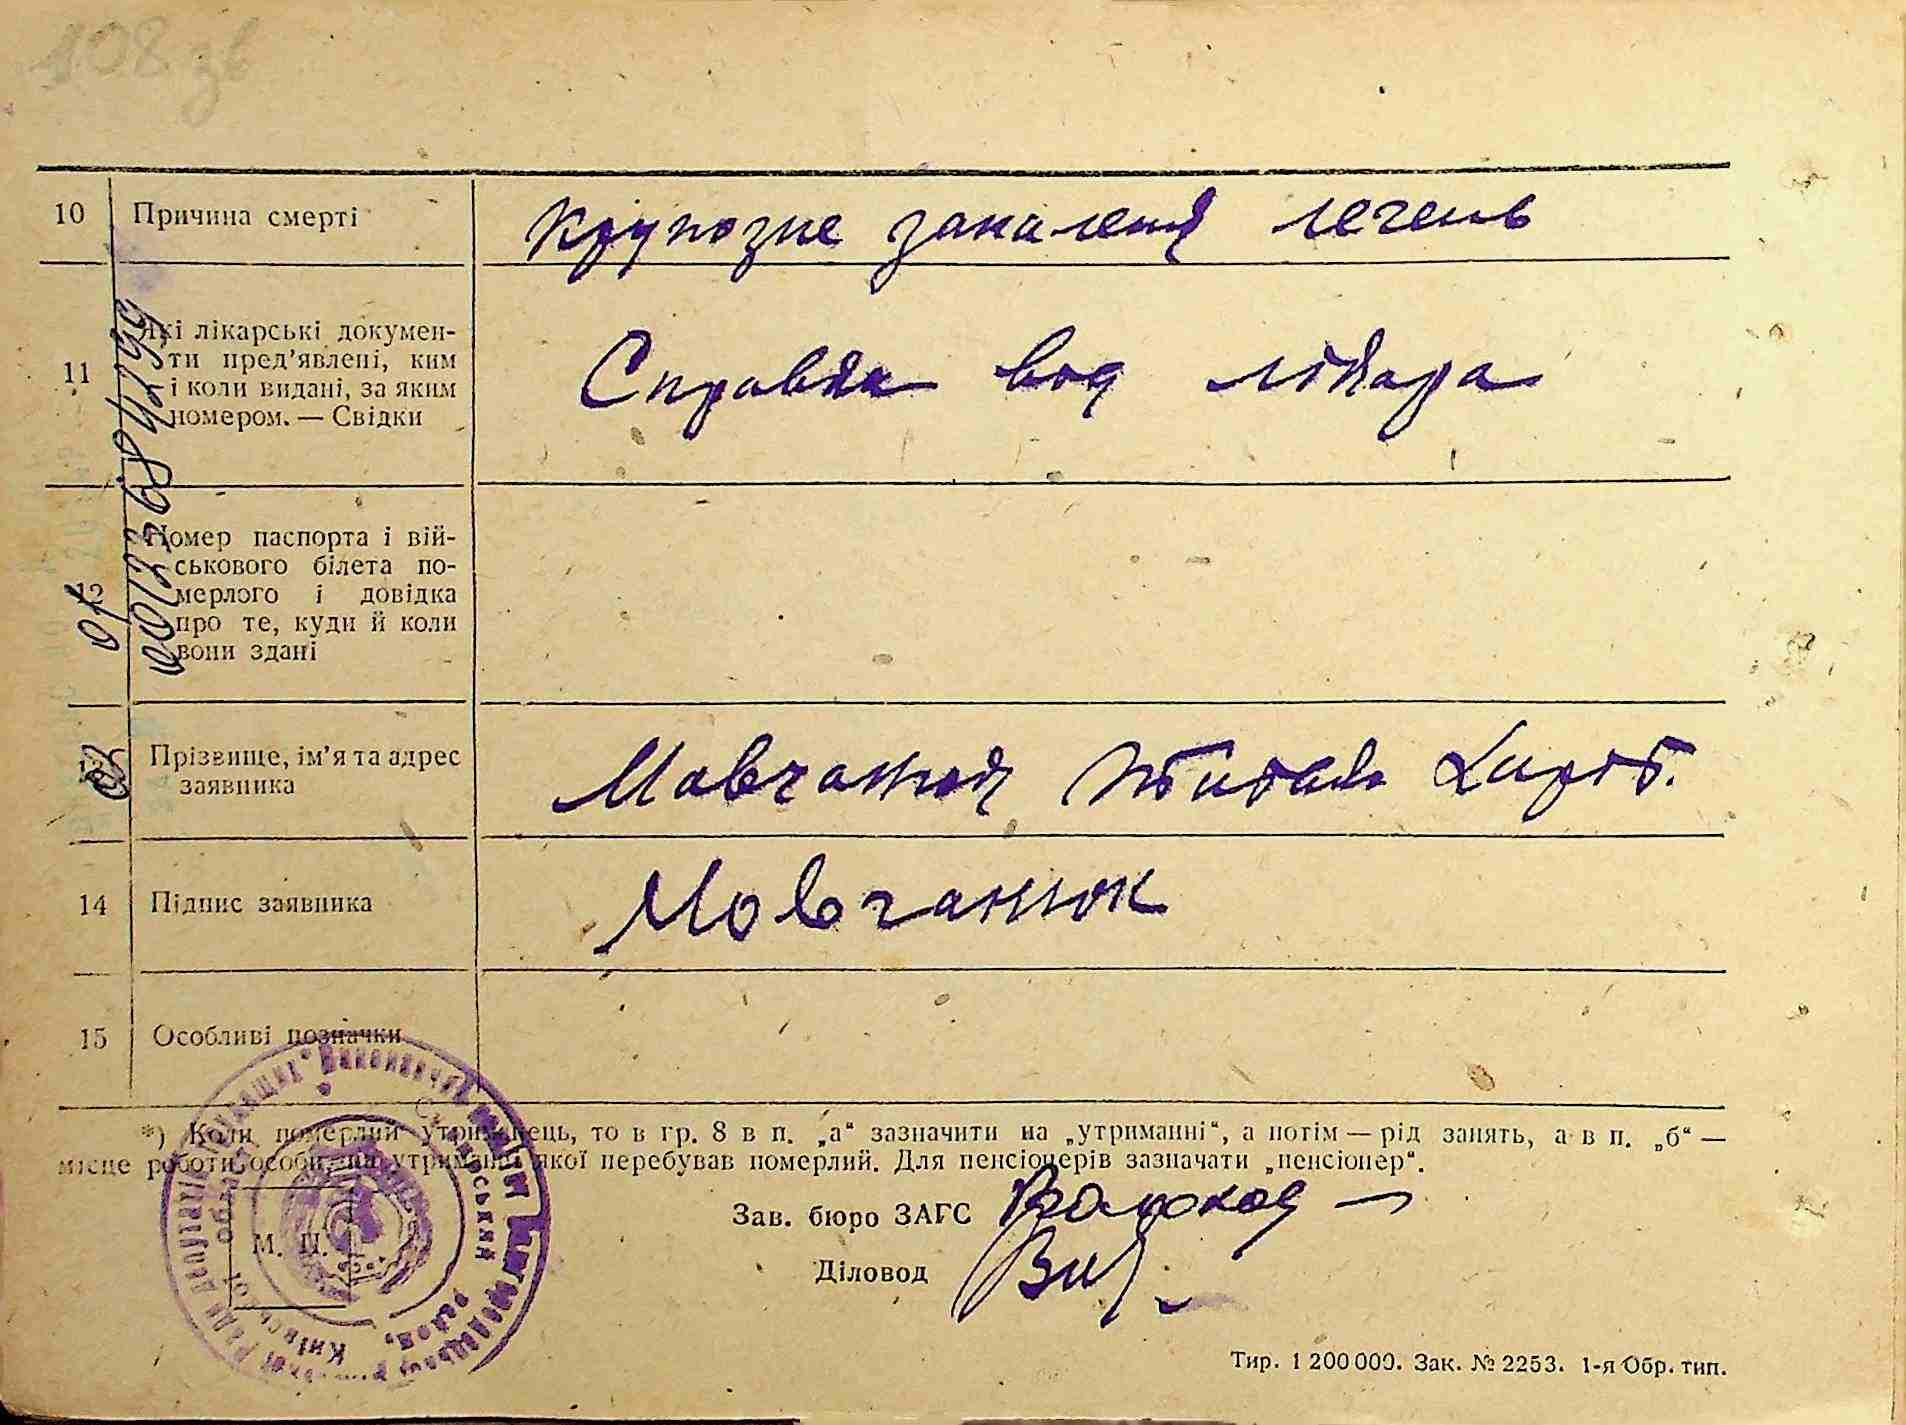 108 зв
10 Причина смерті Крупозне запаленя легень
11 Які лікарські докумен-
ти пред'явлені, ким
і коли видані, за яким
номером. — Свідки
Справка вод лікара
12 Номер паспорта і вій-
ськового білета по-
мерлого і довідка
про те, куди й коли
вони здані
13 Прізвище, ім'я та адрес
заявника
Мовчанюк
14 Підпис заявника Мовчанюк
15 Особливі позначки
*) Коли померлий утриманець, то в гр. 8 в п. „а“ зазначити на „утриманні“, а потім — рід занять, а в п. „б“ —
місце роботи особи, на утриманні якої перебував померлий. Для пенсіонерів зазначати „пенсіонер“.
Зав. бюро ЗАГС
М. П.
Діловод
Тир. 1 200 000. Зак. № 2253. 1-я Обр. тип.